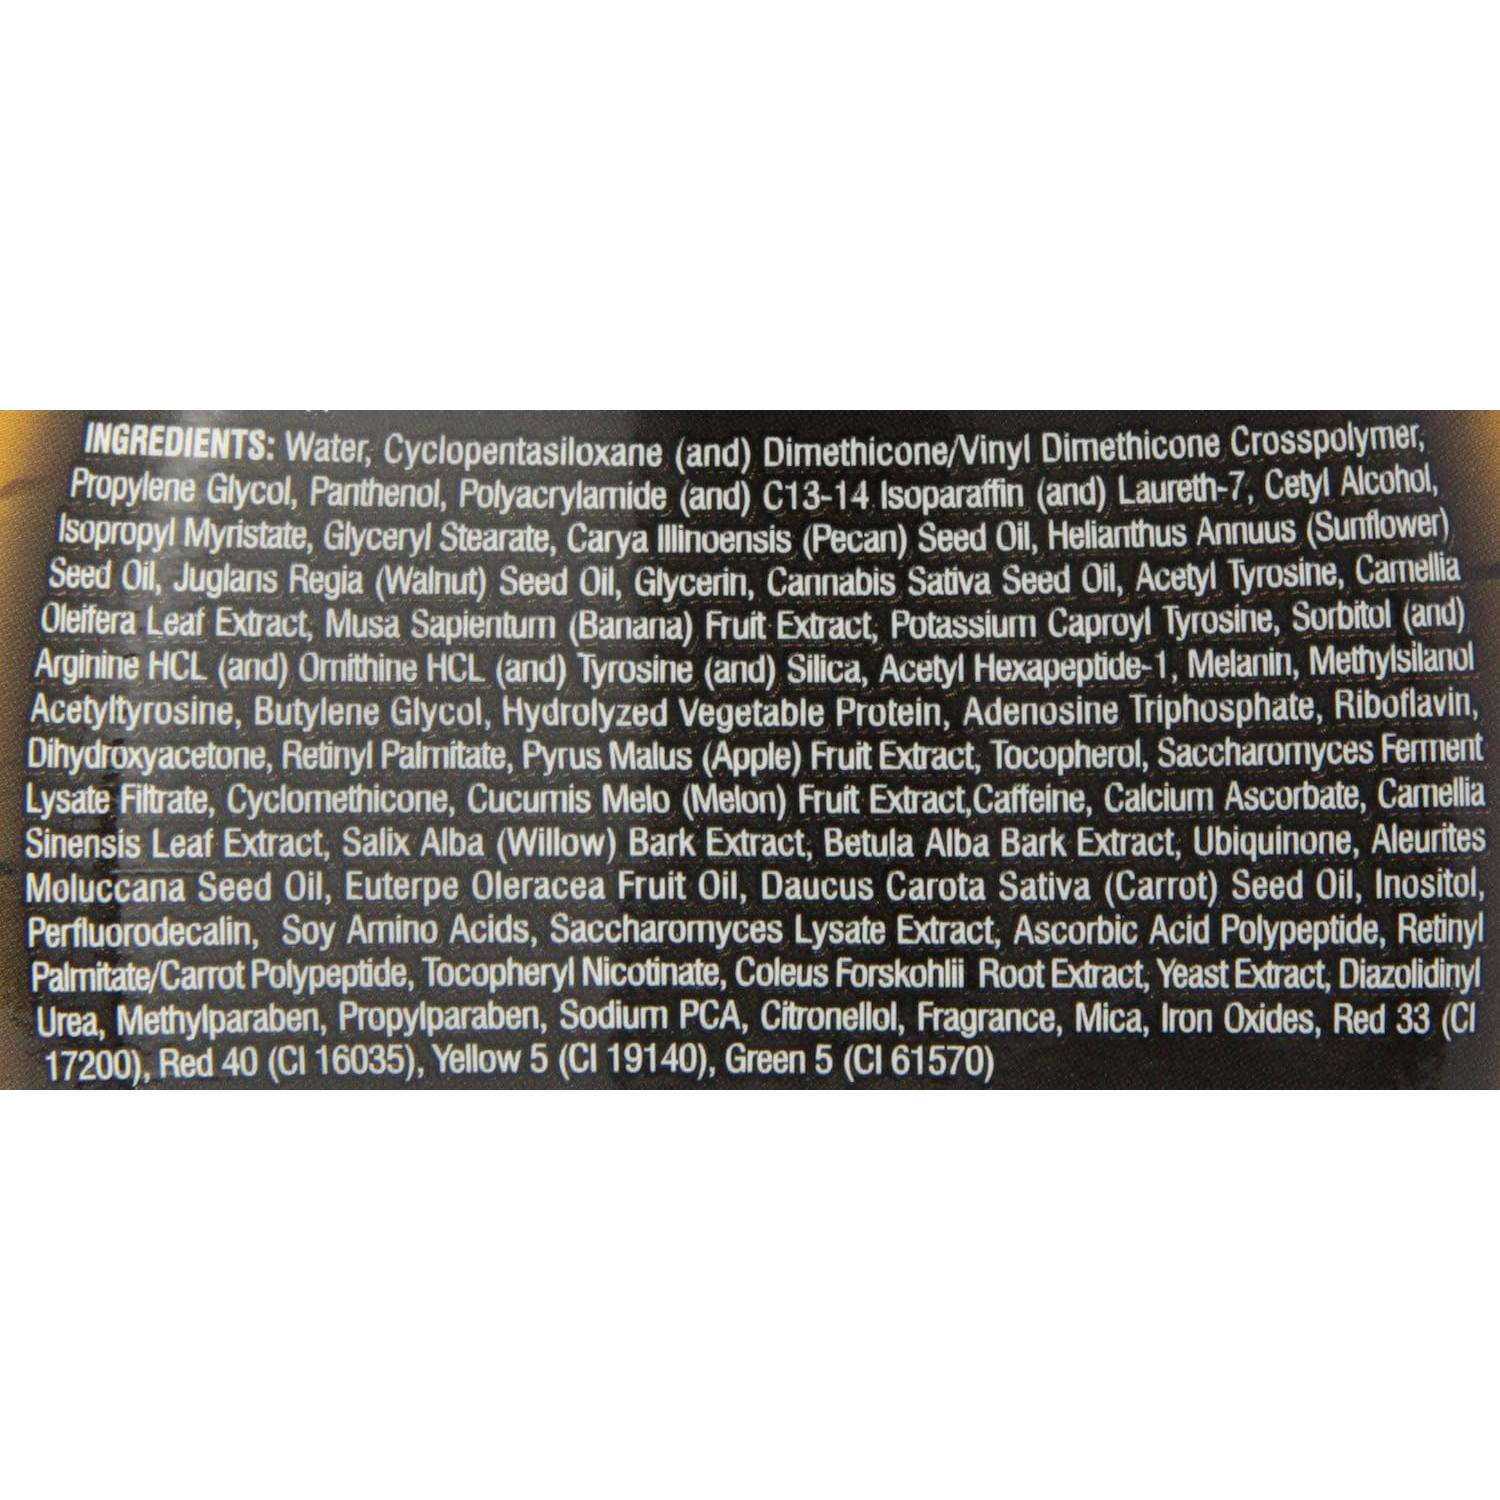 INGREDIENTS: Water, Cyclopentasiloxane (and) Dimethicone/Vinyl Dimethicone Crosspolymer,
Propylene Glycol, Panthenol, Polyacrylamide (and) C13-14 Isoparaffin (and) Laureth-7, Cetyl Alcohol,
Isopropyl Myristate, Glyceryl Stearate, Carya Illinoensis (Pecan) Seed Oil, Helianthus Annuus (Sunflower)
Seed Oil, Juglans Regia (Walnut) Seed Oil, Glycerin, Cannabis Sativa Seed Oil, Acetyl Tyrosine, Camellia
Oleifera Leaf Extract, Musa Sapientum (Banana) Fruit Extract, Potassium Caproyl Tyrosine, Sorbitol (and)
Arginine HCL (and) Ornithine HCL (and) Tyrosine (and) Silica, Acetyl Hexapeptide-1, Melanin, Methylsilanol
Acetyltyrosine, Butylene Glycol, Hydrolyzed Vegetable Protein, Adenosine Triphosphate, Riboflavin,
Dihydroxyacetone, Retinyl Palmitate, Pyrus Malus (Apple) Fruit Extract, Tocopherol, Saccharomyces Ferment
Lysate Filtrate, Cyclomethicone, Cucumis Melo (Melon) Fruit Extract,Caffeine, Calcium Ascorbate, Camellia
Sinensis Leaf Extract, Salix Alba (Willow) Bark Extract, Betula Alba Bark Extract, Ubiquinone, Aleurites
Moluccana Seed Oil, Euterpe Oleracea Fruit Oil, Daucus Carota Sativa (Carrot) Seed Oil, Inositol,
Perfluorodecalin, Soy Amino Acids, Saccharomyces Lysate Extract, Ascorbic Acid Polypeptide, Retinyl
Palmitate/Carrot Polypeptide, Tocopheryl Nicotinate, Coleus Forskohlii Root Extract, Yeast Extract, Diazolidinyl
Urea, Methylparaben, Propylparaben, Sodium PCA, Citronellol, Fragrance, Mica, Iron Oxides, Red 33 (CI
17200), Red 40 (CI 16035), Yellow 5 (CI 19140), Green 5 (CI 61570)